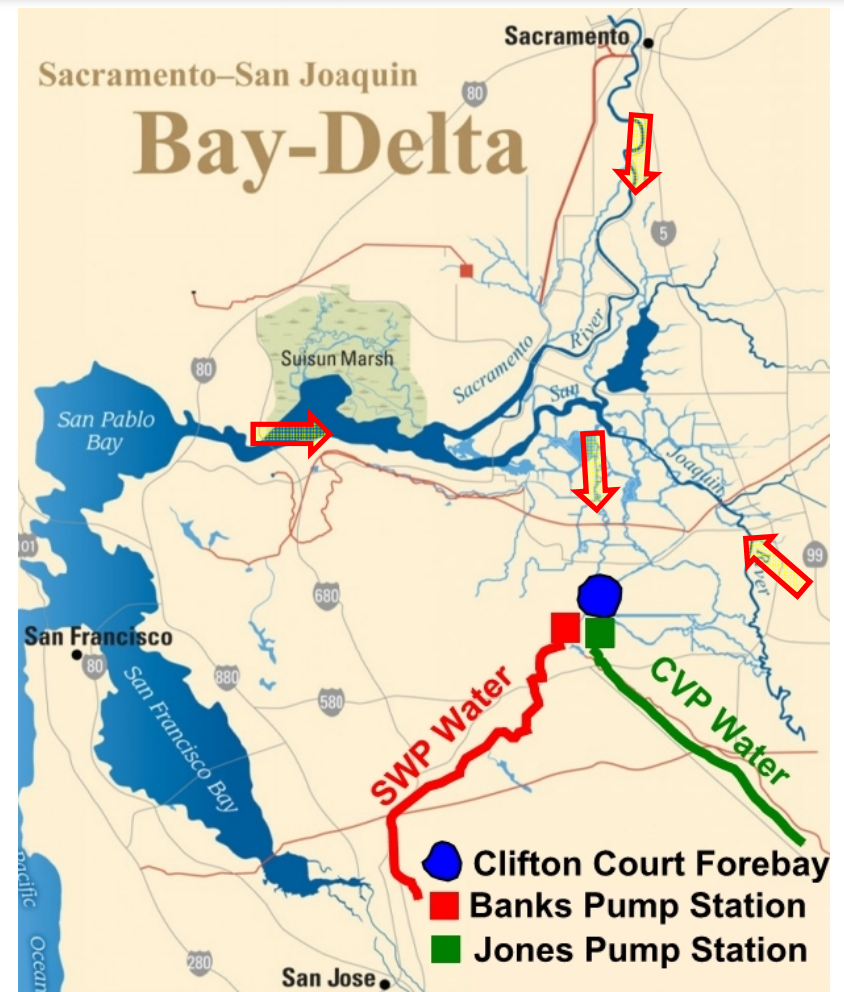 Sacramento
Sacramento–San Joaquin
80
Bay-Delta
5
Suisun Marsh
Sacramento
River
80
San
San Pablo
Bay
Joaquin
River
101
99
680
San Francisco
80
880
San Francisco Bay
580
SWP Water
CVP Water
Clifton Court Forebay
Banks Pump Station
Jones Pump Station
Pacific
Ocean
280
San Jose